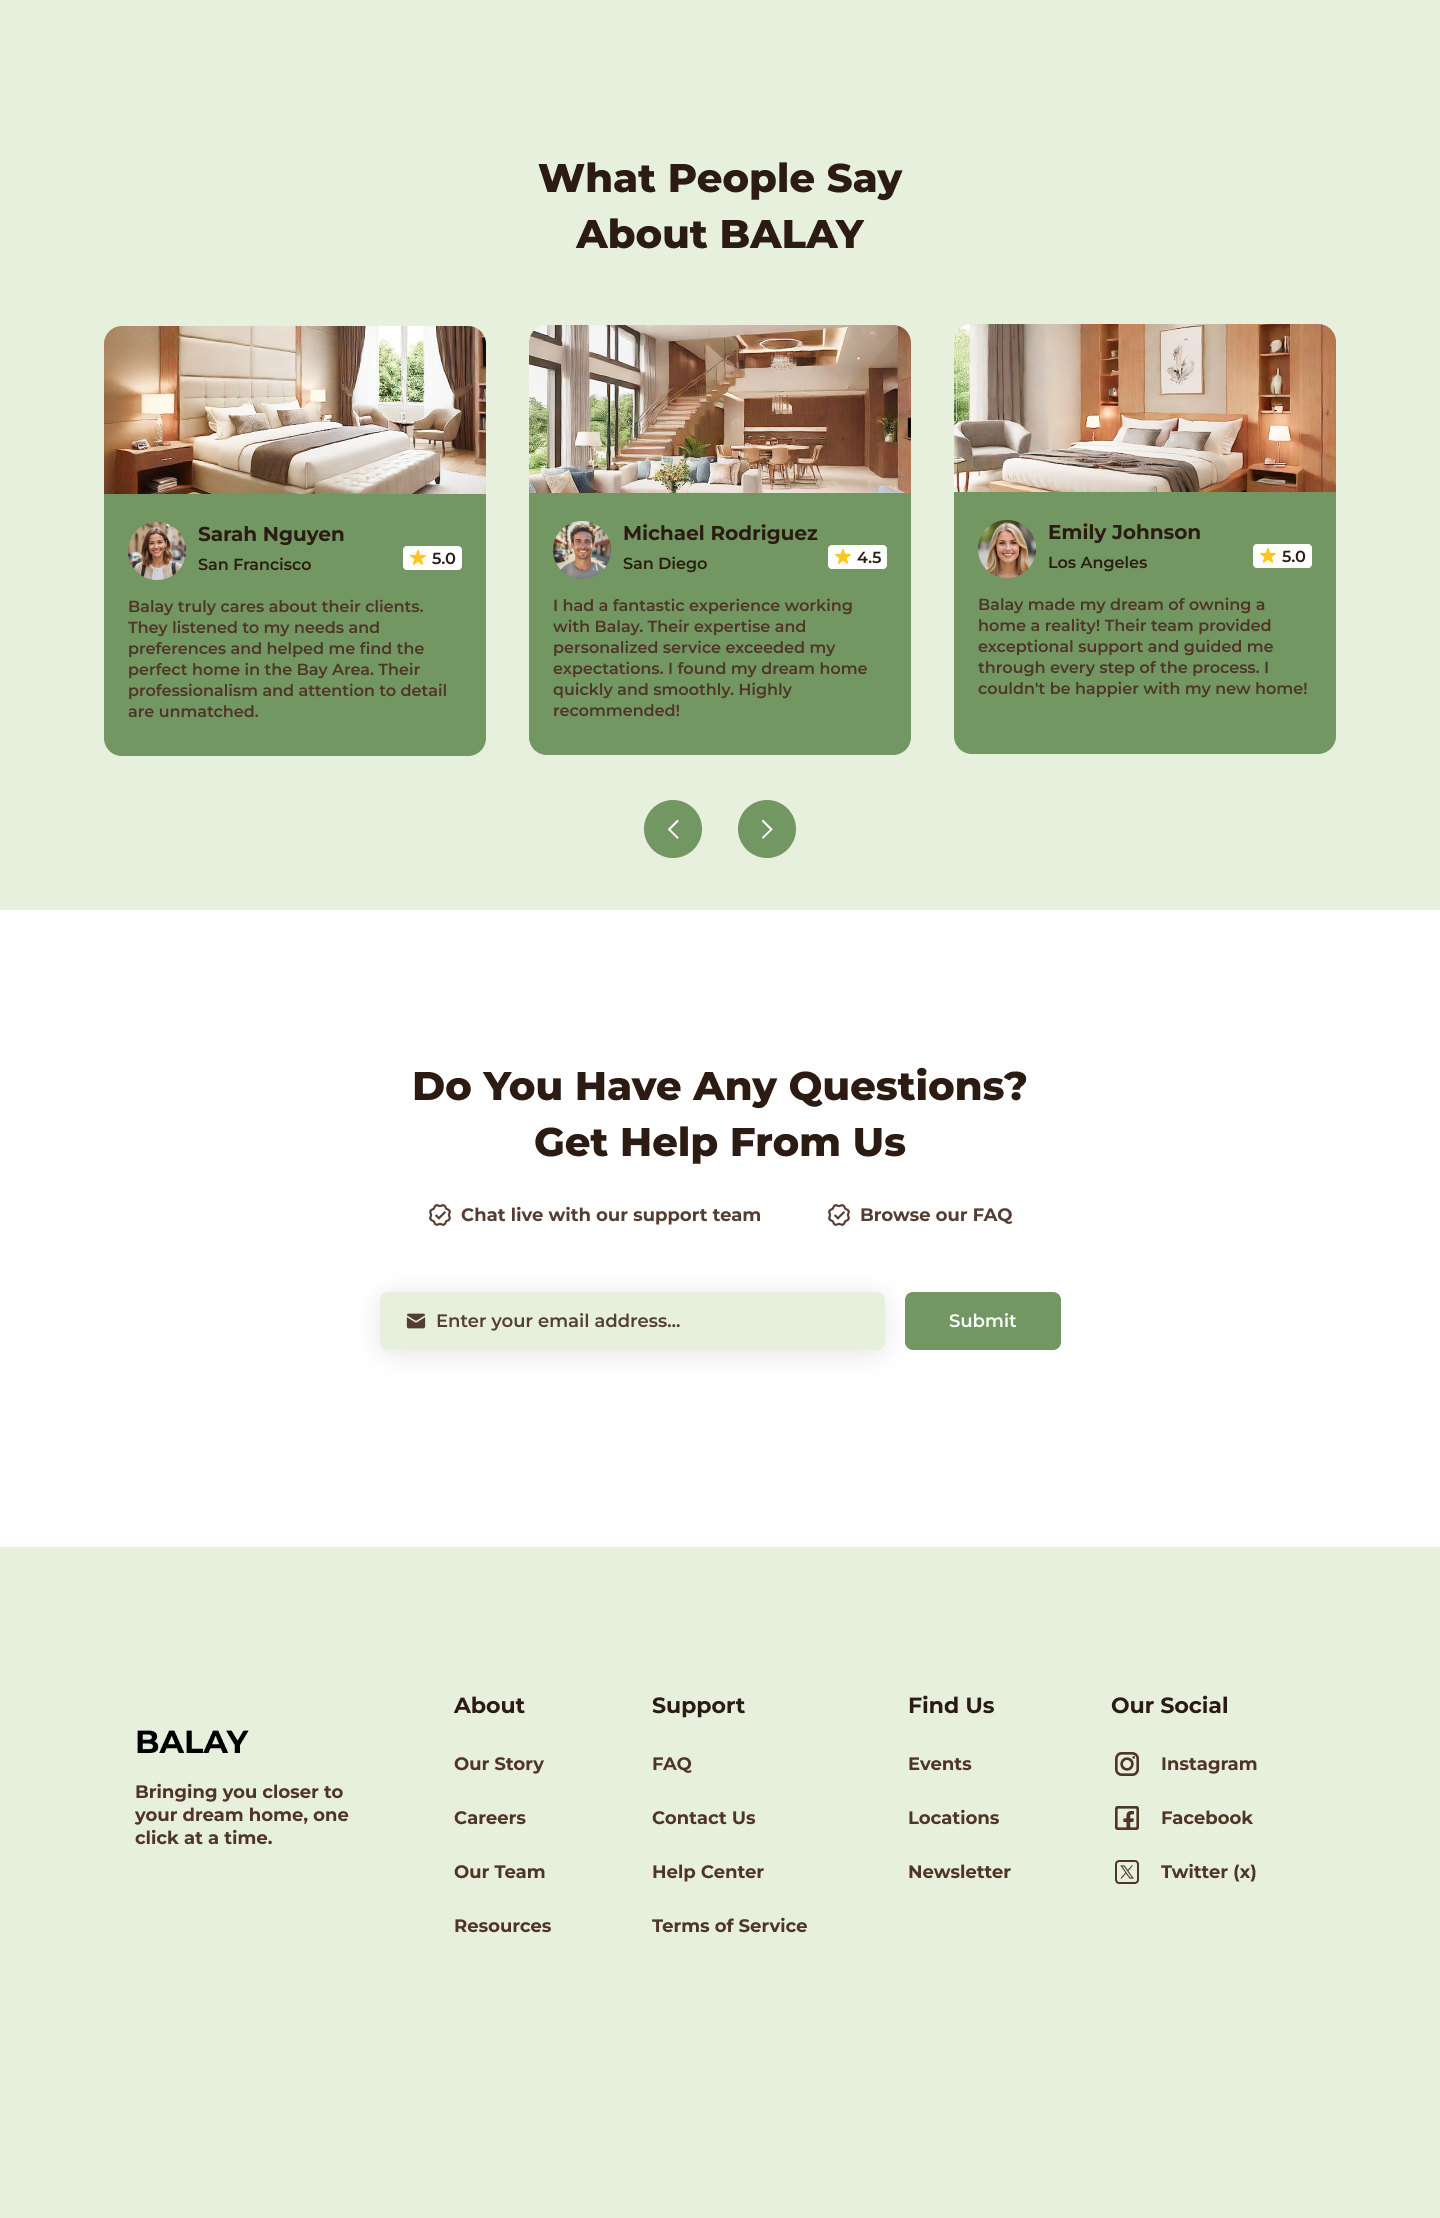 What People Say
About BALAY
Sarah Nguyen
San Francisco
5.0
Balay truly cares about their clients.
They listened to my needs and
preferences and helped me find the
perfect home in the Bay Area. Their
professionalism and attention to detail
are unmatched.
Michael Rodriguez
San Diego
4.5
I had a fantastic experience working
with Balay. Their expertise and
personalized service exceeded my
expectations. I found my dream home
quickly and smoothly. Highly
recommended!
Emily Johnson
Los Angeles
5.0
Balay made my dream of owning a
home a reality! Their team provided
exceptional support and guided me
through every step of the process. I
couldn't be happier with my new home!
Do You Have Any Questions?
Get Help From Us
Chat live with our support team
Browse our FAQ
Enter your email address...
Submit
BALAY
Bringing you closer to
your dream home, one
click at a time.
About
Our Story
Careers
Our Team
Resources
Support
FAQ
Contact Us
Help Center
Terms of Service
Find Us
Events
Locations
Newsletter
Our Social
Instagram
Facebook
Twitter (x)